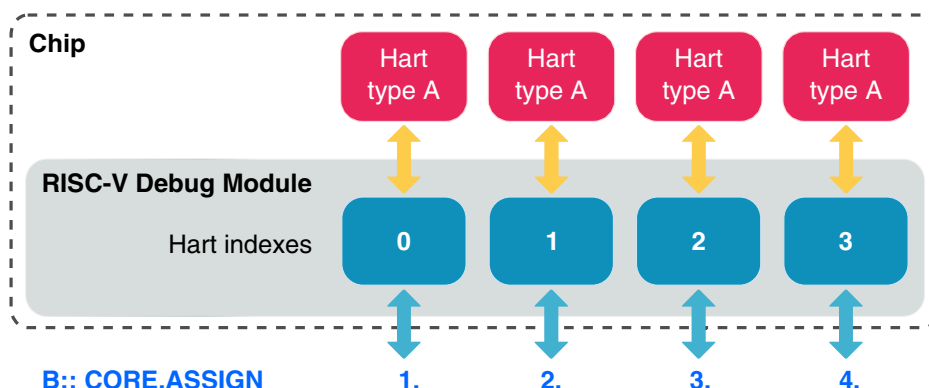 Chip
Hart type A
Hart type A
Hart type A
Hart type A
RISC-V Debug Module
Hart indexes 0 1 2 3
B:: CORE.ASSIGN 1. 2. 3. 4.